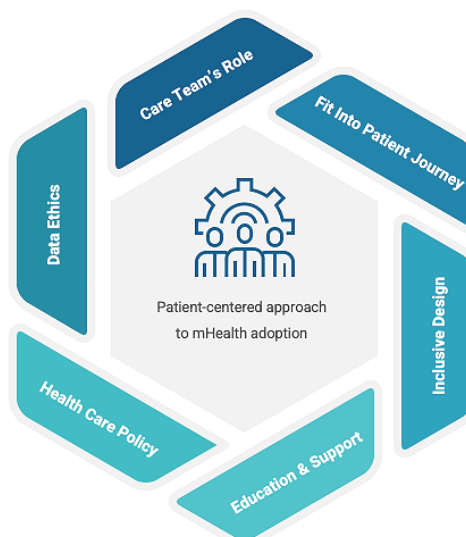 Care Team's Role
Fit Into Patient Journey
Data Ethics
Patient-centered approach
to mHealth adoption
Inclusive Design
Health Care Policy
Education & Support